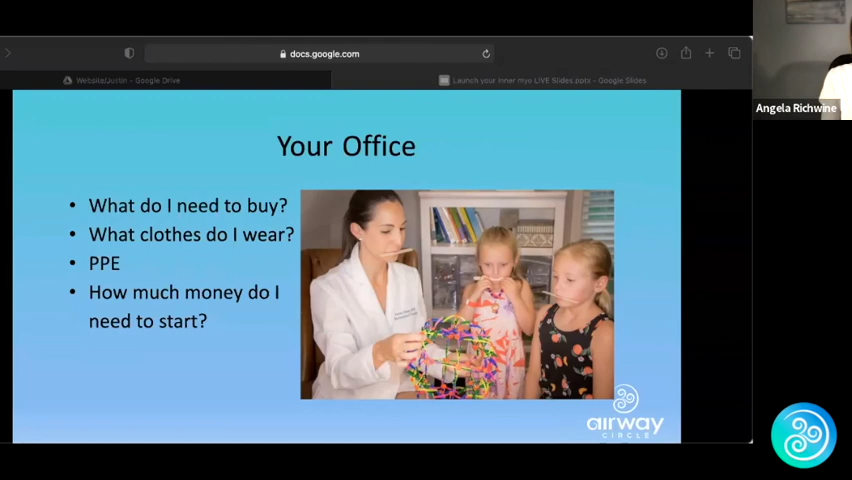 docs.google.com
Website/Justin - Google Drive
Launch your inner myo LIVE Slides.pptx - Google Slides
Angela Richwine
Your Office
• What do I need to buy?
• What clothes do I wear?
• PPE
• How much money do I
need to start?
airway
CIRCLE